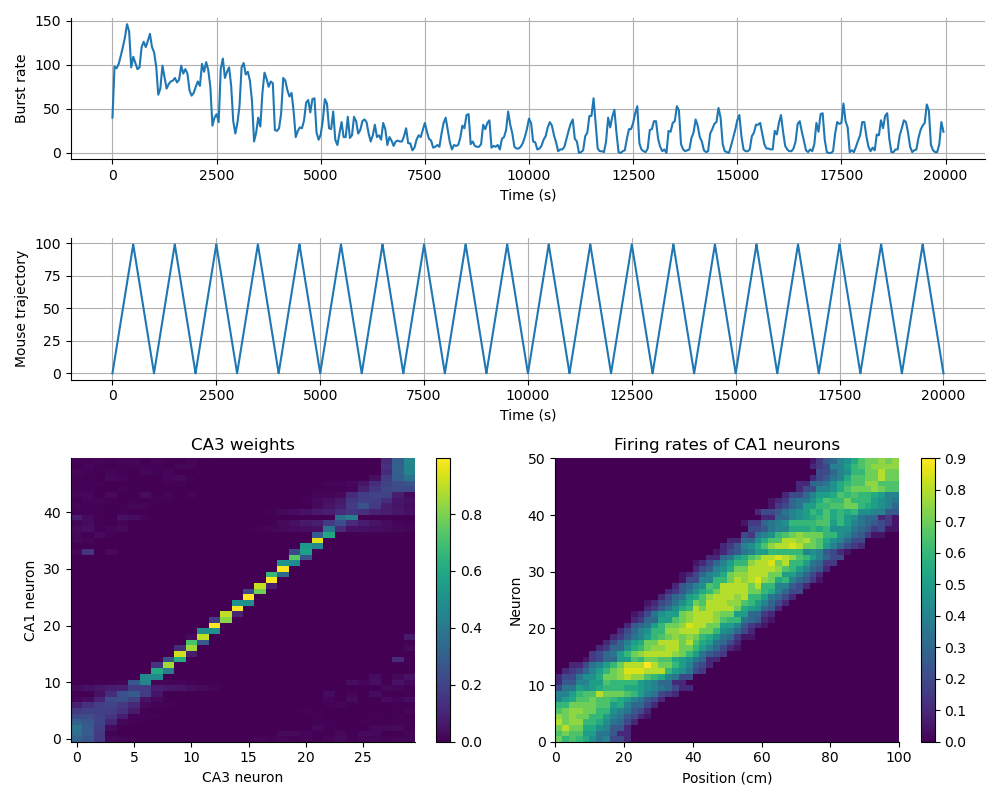 150
100
50
0
Burst rate
0 2500 5000 7500 10000 12500 15000 17500 20000
Time (s)
100
75
50
25
0
Mouse trajectory
0 2500 5000 7500 10000 12500 15000 17500 20000
Time (s)
CA3 weights
40
30
20
10
0
CA1 neuron
0 5 10 15 20 25
CA3 neuron
0.8
0.6
0.4
0.2
0.0
Firing rates of CA1 neurons
50
40
30
20
10
0
Neuron
0 20 40 60 80 100
Position (cm)
0.9
0.8
0.7
0.6
0.5
0.4
0.3
0.2
0.1
0.0